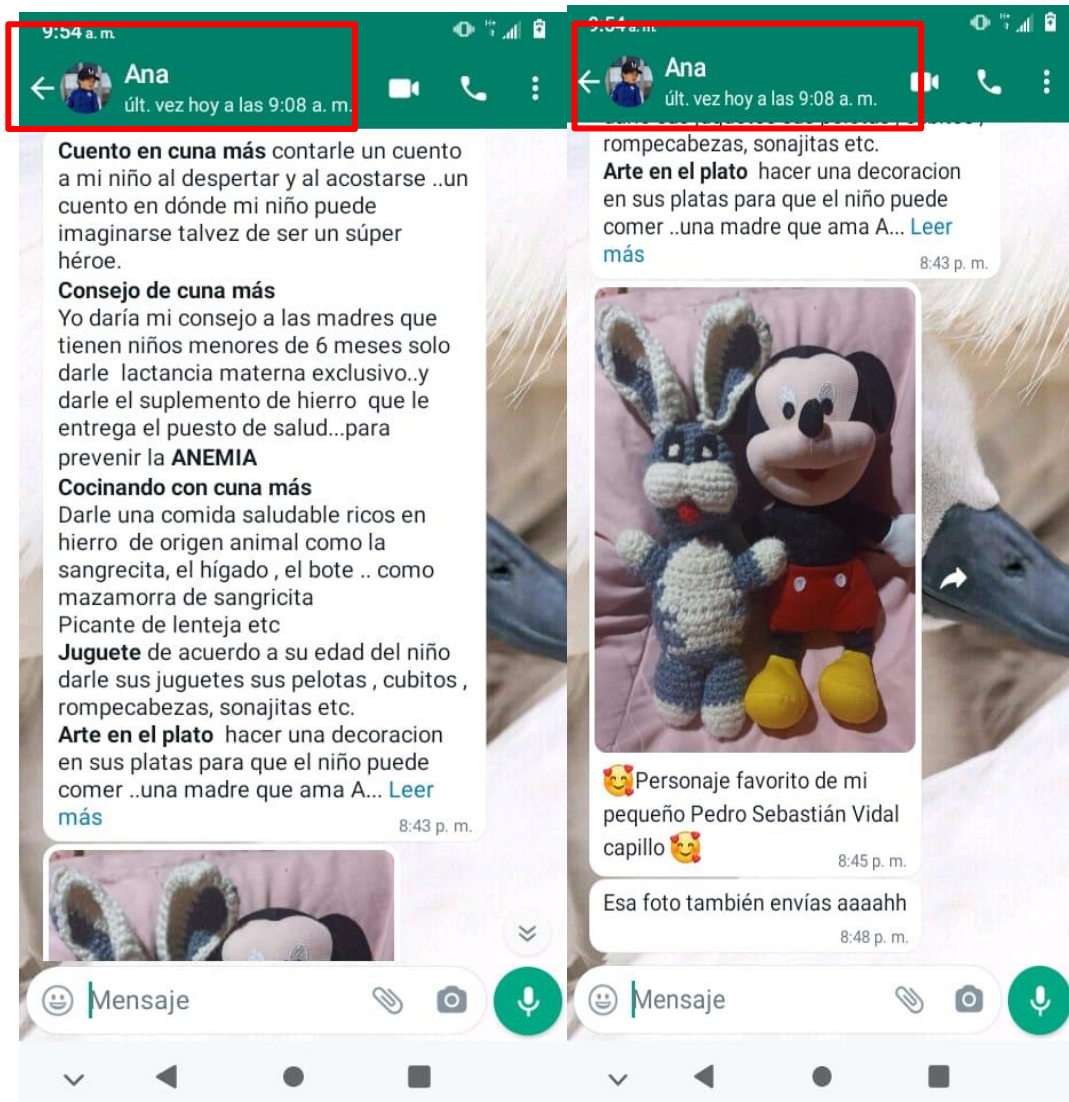 9:54 a. m.
Ana
últ. vez hoy a las 9:08 a. m.
Cuento en cuna más contarle un cuento
a mi niño al despertar y al acostarse ..un
cuento en dónde mi niño puede
imaginarse talvez de ser un súper
héroe.
Consejo de cuna más
Yo daría mi consejo a las madres que
tienen niños menores de 6 meses solo
darle lactancia materna exclusivo..y
darle el suplemento de hierro que le
entrega el puesto de salud...para
prevenir la ANEMIA
Cocinando con cuna más
Darle una comida saludable ricos en
hierro de origen animal como la
sangrecita, el hígado , el bote .. como
mazamorra de sangricita
Picante de lenteja etc
Juguete de acuerdo a su edad del niño
darle sus juguetes sus pelotas , cubitos ,
rompecabezas, sonajitas etc.
Arte en el plato hacer una decoracion
en sus platas para que el niño puede
comer ..una madre que ama A... Leer
más
8:43 p. m.
Mensaje
9:54 a. m.
Ana
últ. vez hoy a las 9:08 a. m.
darle sus juguetes sus pelotas , cubitos ,
rompecabezas, sonajitas etc.
Arte en el plato hacer una decoracion
en sus platas para que el niño puede
comer ..una madre que ama A... Leer
más
8:43 p. m.
🥰Personaje favorito de mi
pequeño Pedro Sebastián Vidal
capillo 🥰
8:45 p. m.
Esa foto también envías aaaahh
8:48 p. m.
Mensaje